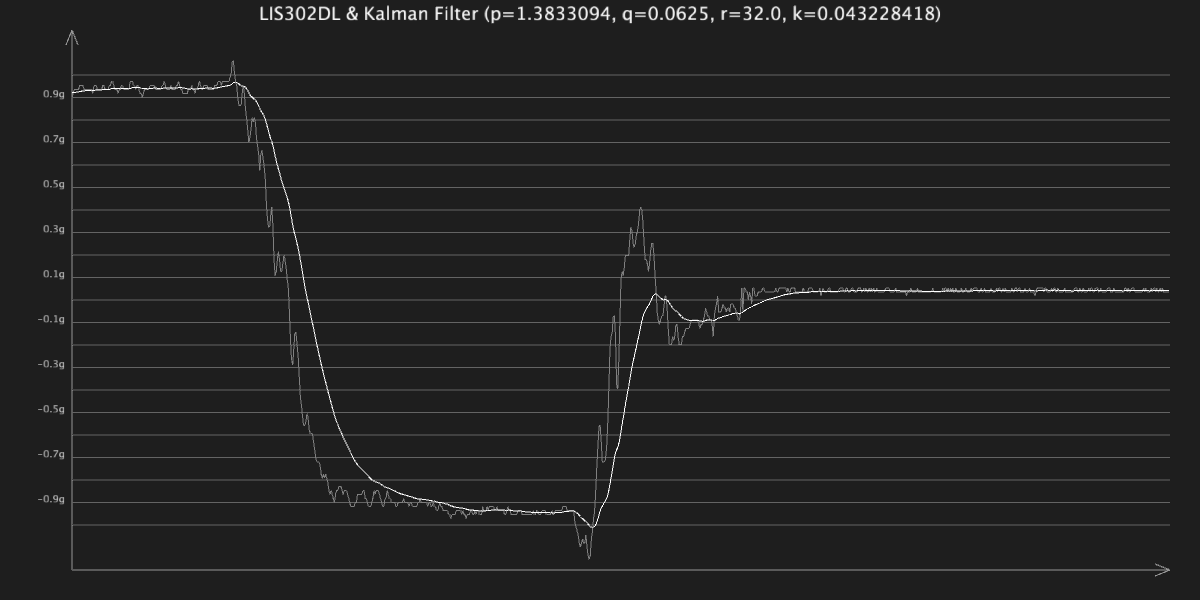 LIS302DL & Kalman Filter (p=1.3833094, q=0.0625, r=32.0, k=0.043228418)
0.9g
0.7g
0.5g
0.3g
0.1g
-0.1g
-0.3g
-0.5g
-0.7g
-0.9g